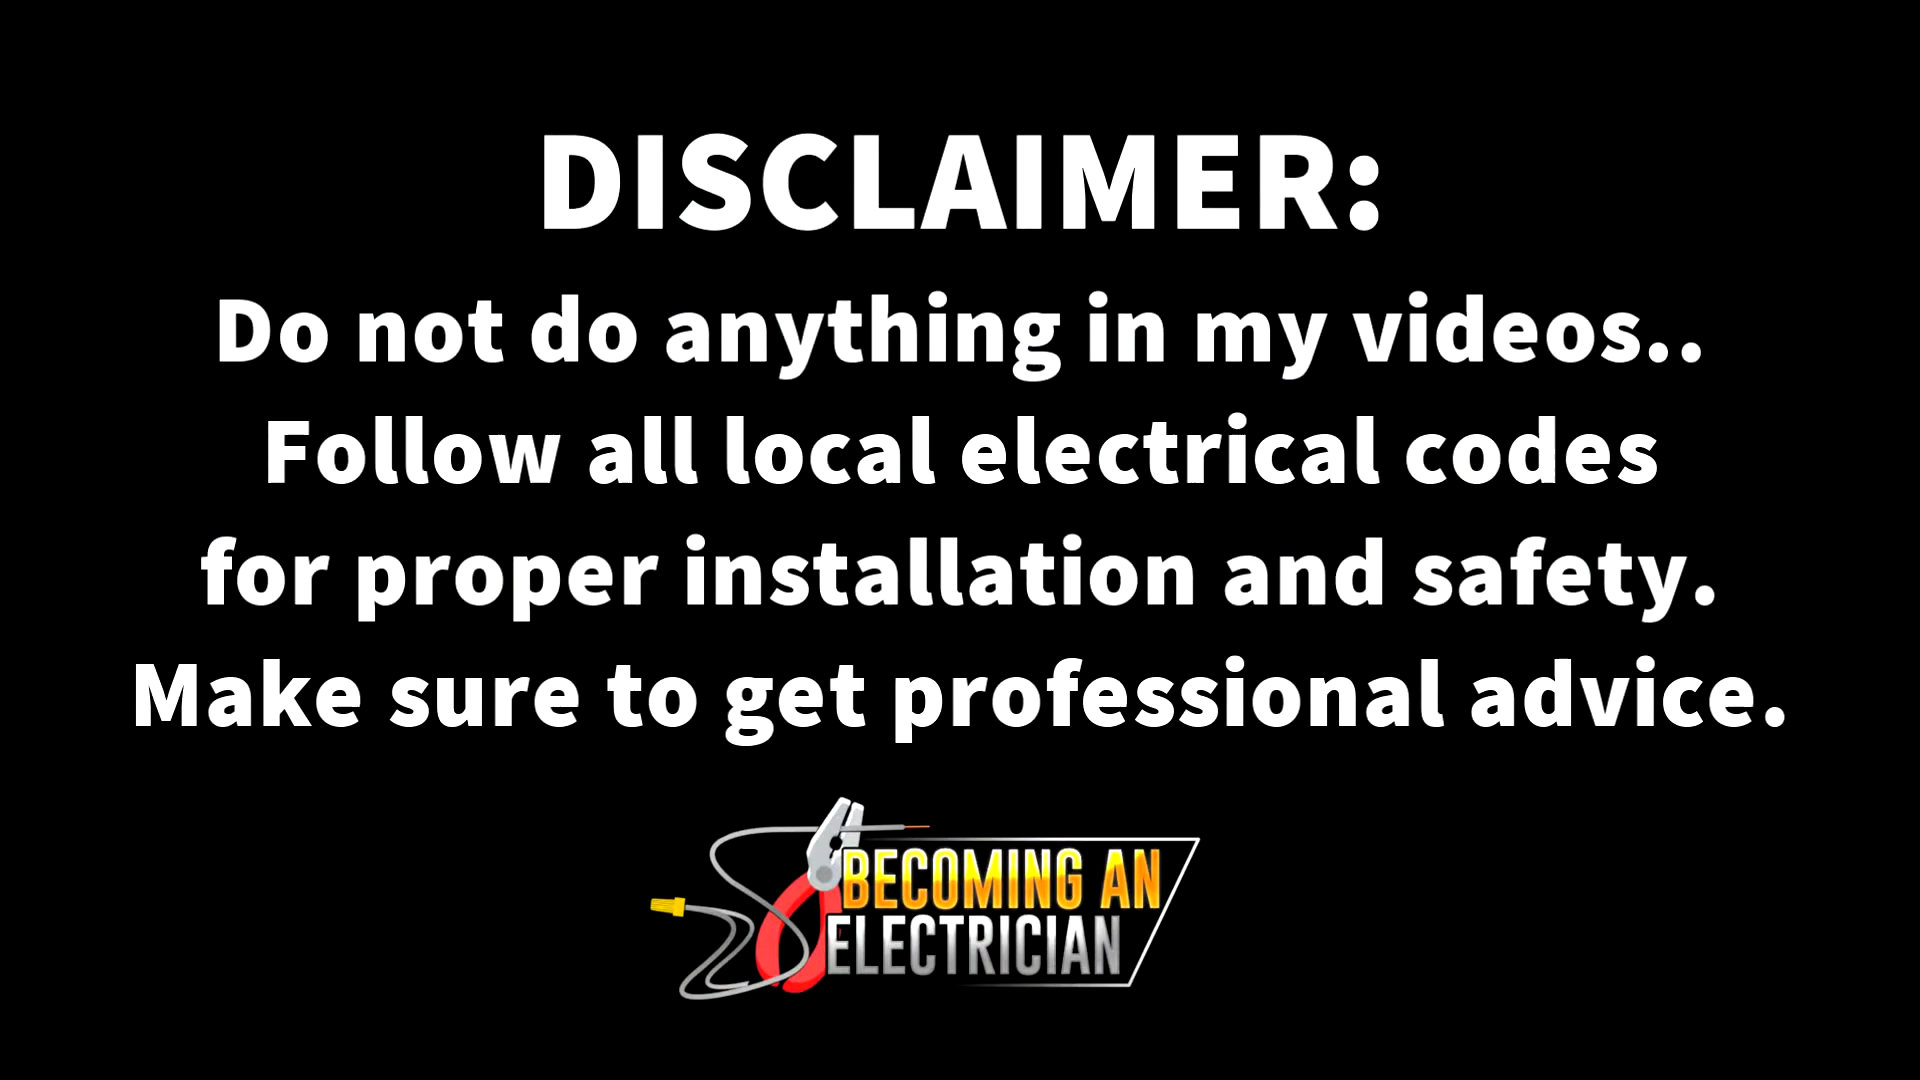 DISCLAIMER:
Do not do anything in my videos..
Follow all local electrical codes
for proper installation and safety.
Make sure to get professional advice.
BECOMING AN
ELECTRICIAN